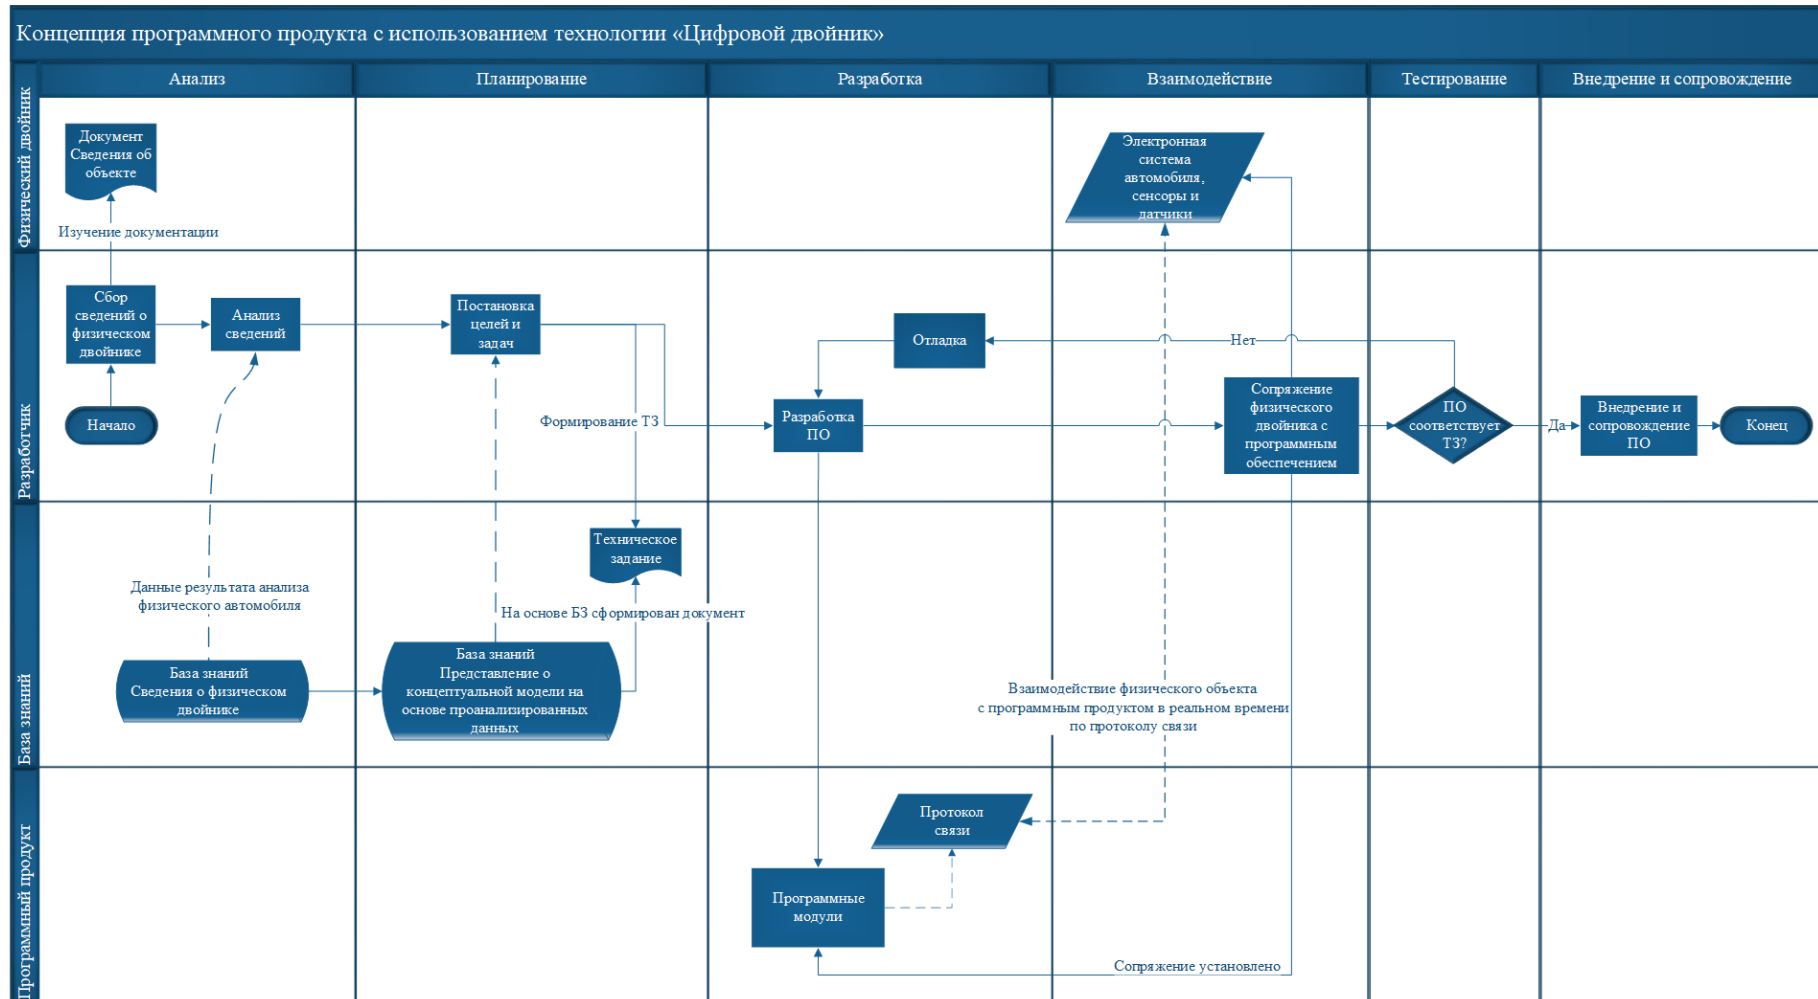 Концепция программного продукта с использованием технологии «Цифровой двойник»
Анализ
Планирование
Разработка
Взаимодействие
Тестирование
Внедрение и сопровождение
Физический двойник
Документ
Сведения об
объекте
Изучение документации
Электронная
система
автомобиля,
сенсоры и
датчики
Разработчик
Сбор
сведений о
физическом
двойнике
Анализ
сведений
Начало
Постановка
целей и
задач
Формирование ТЗ
Отладка
Разработка
ПО
Нет
Сопряжение
физического
двойника с
программным
обеспечением
ПО
соответствует
ТЗ?
Да
Внедрение и
сопровождение
ПО
Конец
База знаний
Данные результата анализа
физического автомобиля
База знаний
Сведения о физическом
двойнике
Техническое
задание
На основе БЗ сформирован документ
База знаний
Представление о
концептуальной модели на
основе проанализированных
данных
Взаимодействие физического объекта
с программным продуктом в реальном времени
по протоколу связи
Программный продукт
Протокол
связи
Программные
модули
Сопряжение установлено